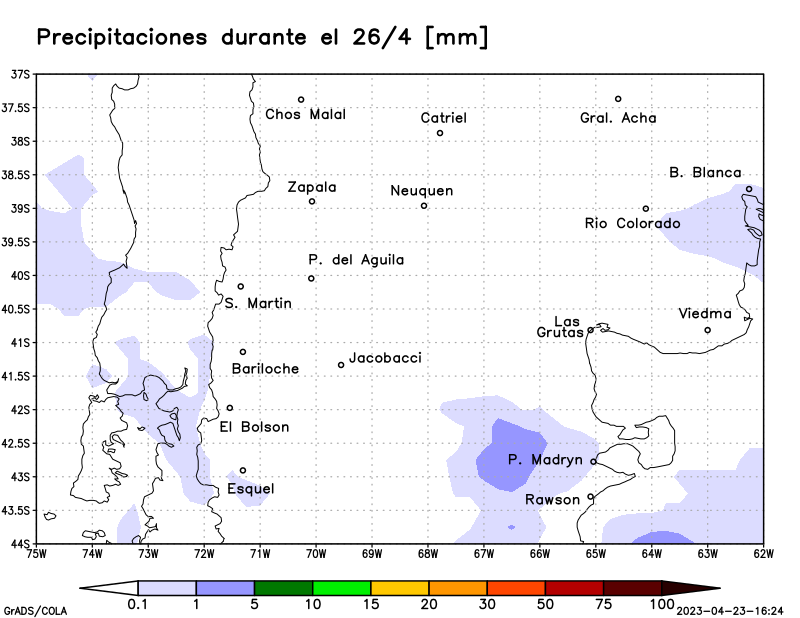 Precipitaciones durante el 26/4 [mm]
37S
37.5S
Chos Malal
Catriel
Gral. Acha
38S
38.5S
B. Blanca
Zapala
Neuquen
39S
Rio Colorado
39.5S
P. del Aguila
40S
S. Martin
40.5S
Viedma
Las
Grutas
41S
Jacobacci
Bariloche
41.5S
42S
El Bolson
42.5S
P. Madryn
43S
Esquel
Rawson
43.5S
44S
75W 74W 73W 72W 71W 70W 69W 68W 67W 66W 65W 64W 63W 62W
0.1 1 5 10 15 20 30 50 75 100
GrADS/COLA
2023-04-23-16:24